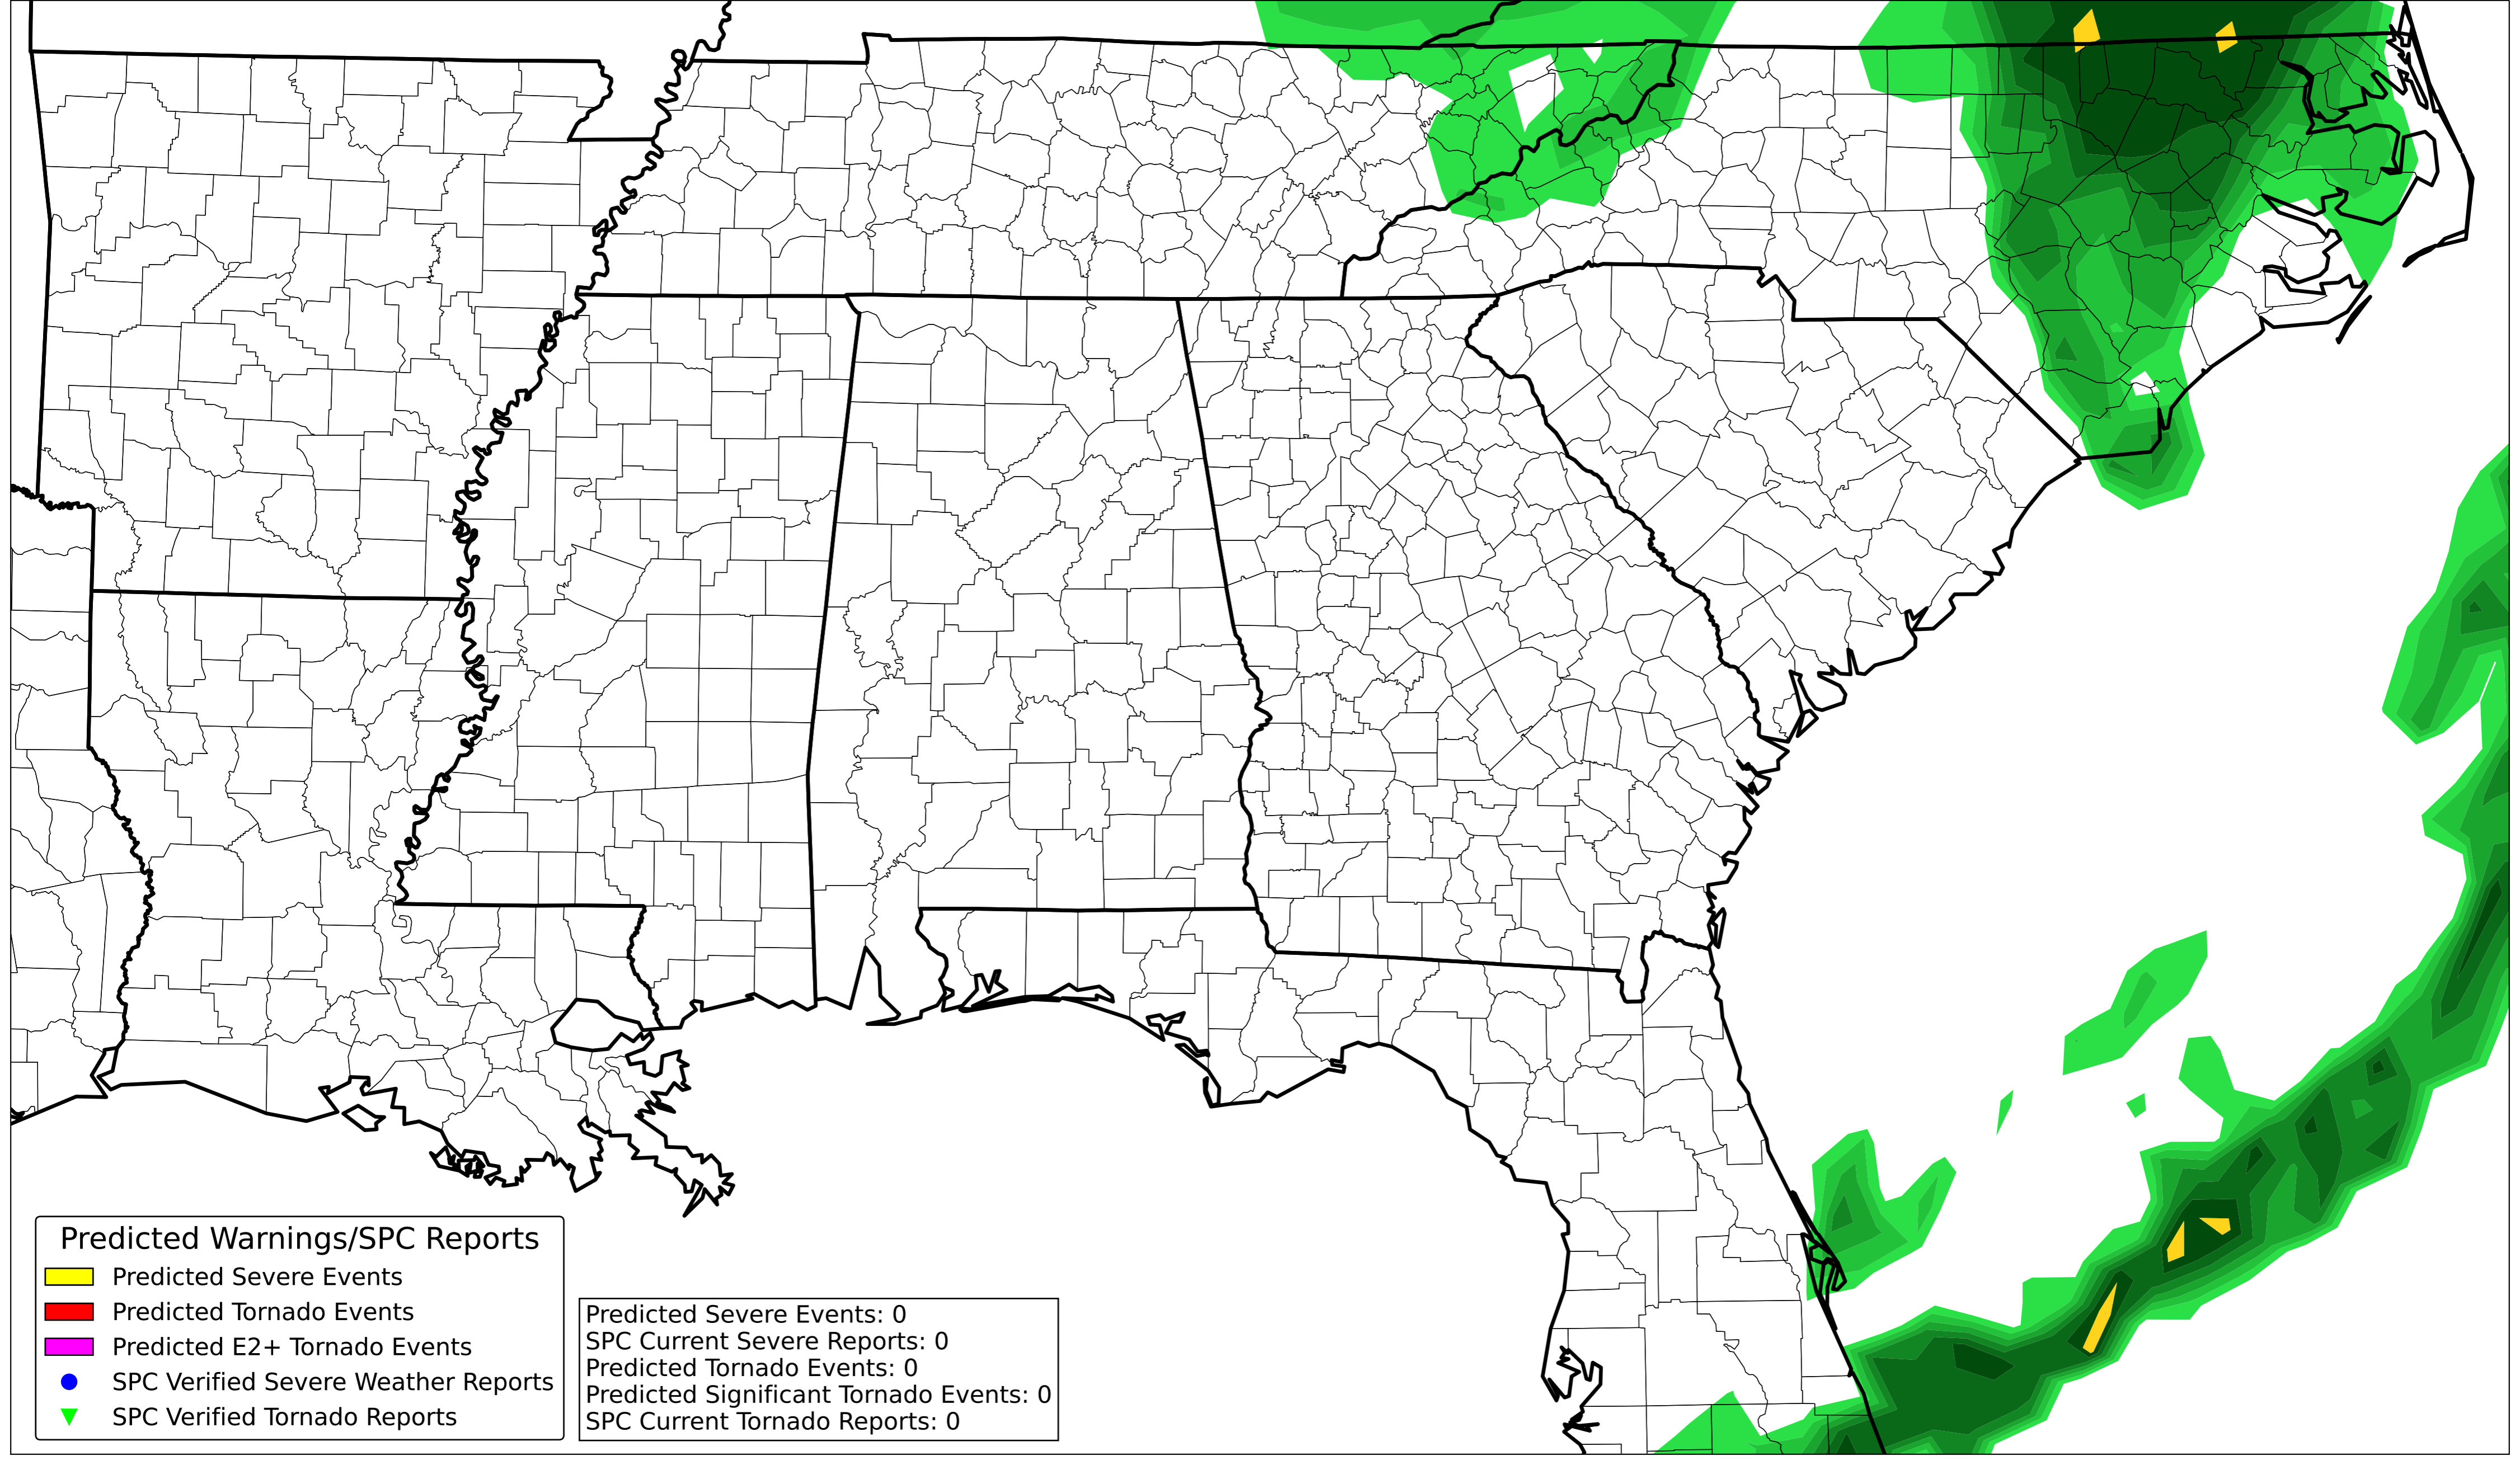 Predicted Warnings/SPC Reports
Predicted Severe Events
Predicted Tornado Events
Predicted E2+ Tornado Events
SPC Verified Severe Weather Reports
SPC Verified Tornado Reports
Predicted Severe Events: 0
SPC Current Severe Reports: 0
Predicted Tornado Events: 0
Predicted Significant Tornado Events: 0
SPC Current Tornado Reports: 0